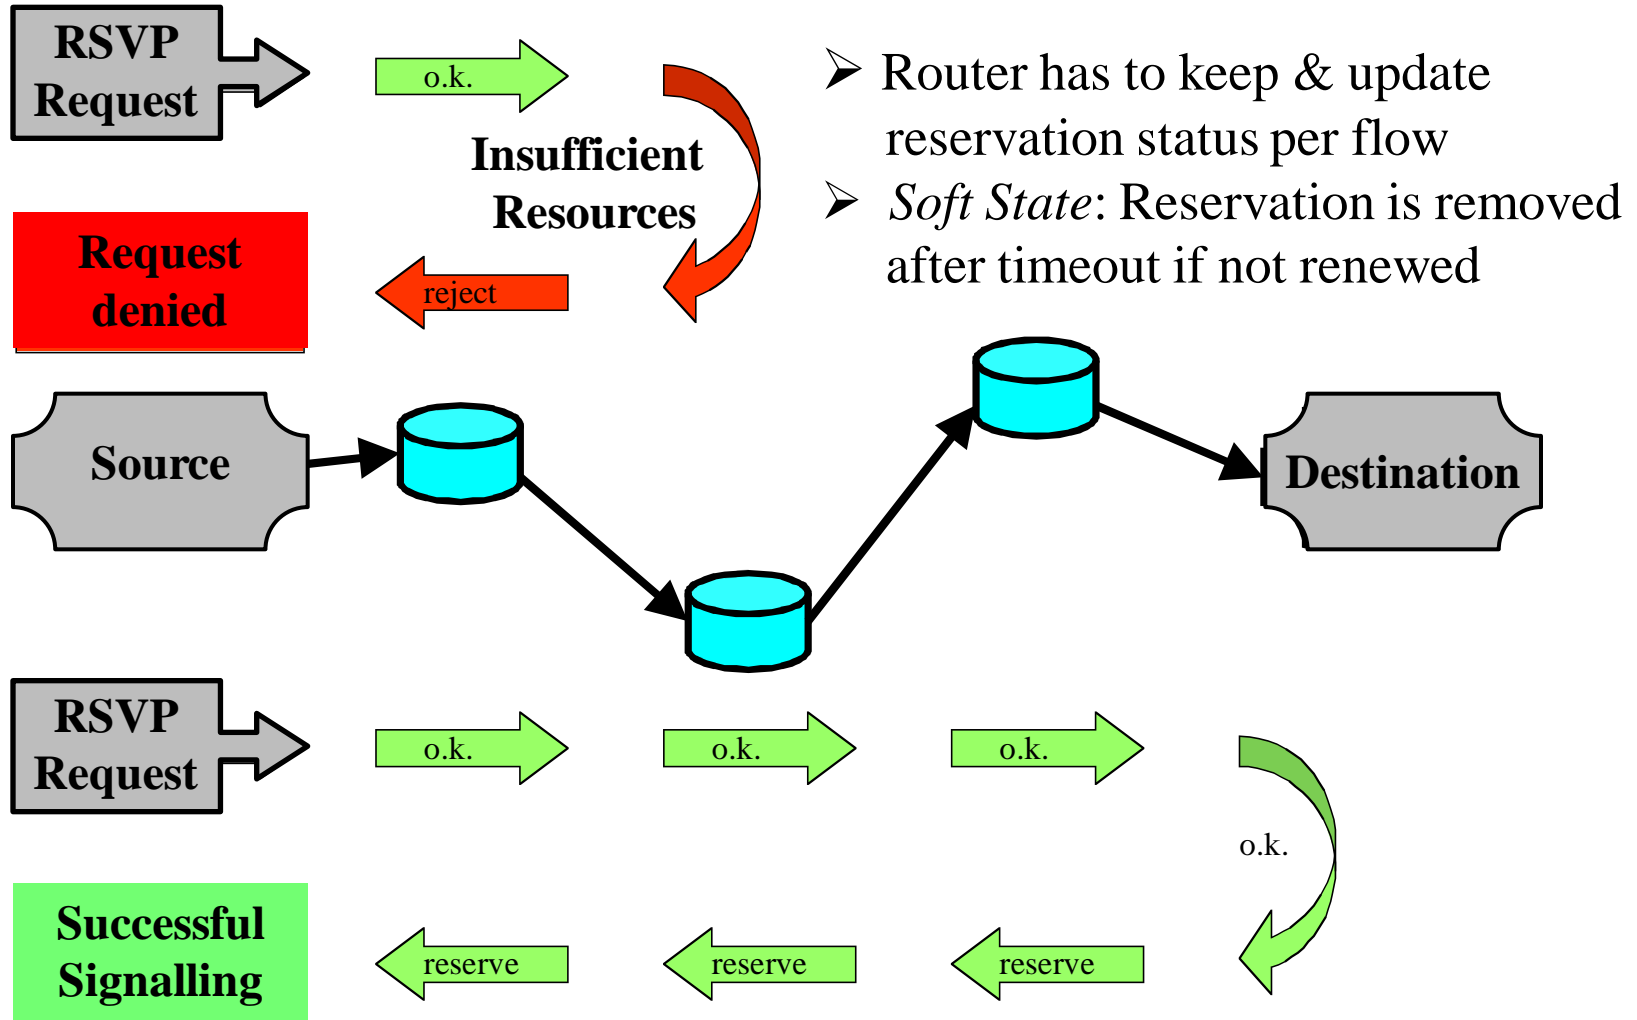 RSVP
Request
o.k.
Insufficient
Resources
➢ Router has to keep & update
reservation status per flow
➢ Soft State: Reservation is removed
after timeout if not renewed
Request
denied
reject
Source
Destination
RSVP
Request
o.k.
o.k.
o.k.
o.k.
Successful
Signalling
reserve
reserve
reserve